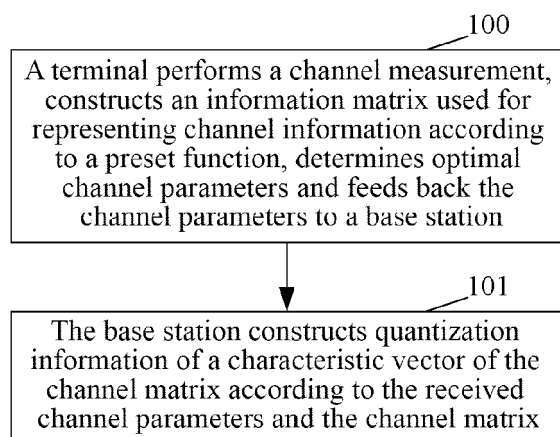 100
A terminal performs a channel measurement,
constructs an information matrix used for
representing channel information according
to a preset function, determines optimal
channel parameters and feeds back the
channel parameters to a base station
101
The base station constructs quantization
information of a characteristic vector of the
channel matrix according to the received
channel parameters and the channel matrix